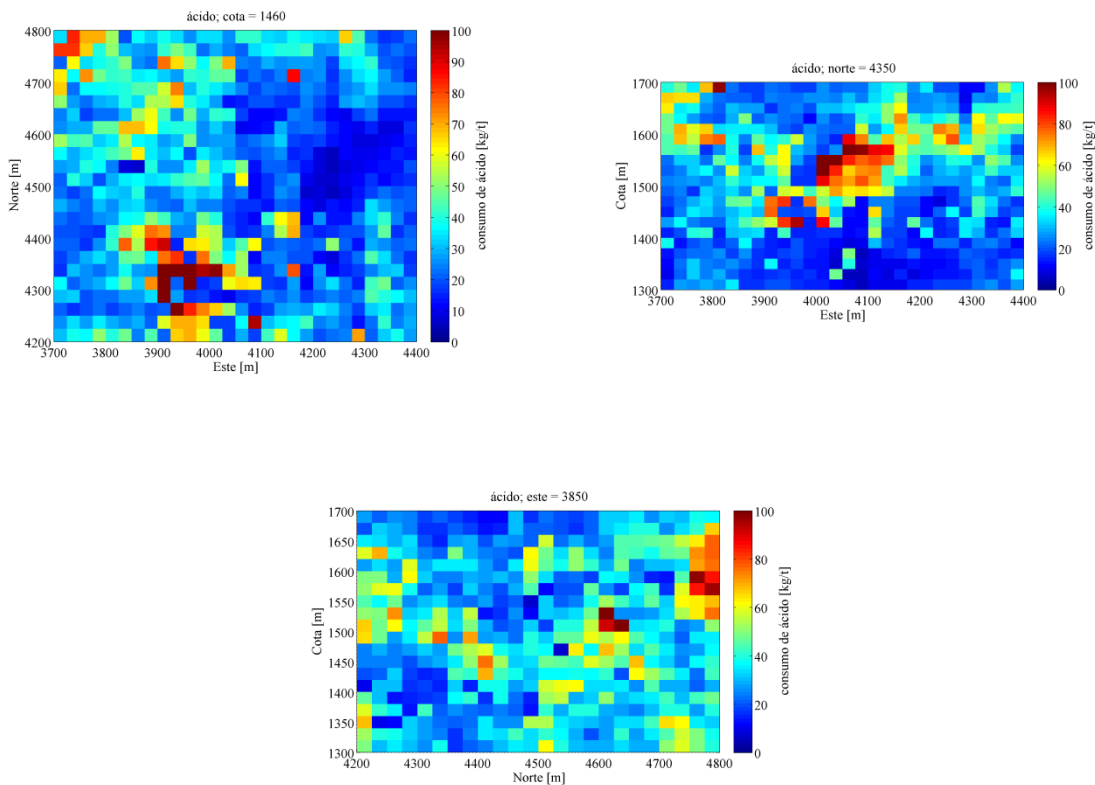 ácido; cota = 1460
4800
4700
4600
4500
4400
4300
4200
Norte [m]
3700 3800 3900 4000 4100 4200 4300 4400
Este [m]
100
90
80
70
60
50
40
30
20
10
0
consumo de ácido [kg/t]
ácido; norte = 4350
1700
1600
1500
1400
1300
Cota [m]
3700 3800 3900 4000 4100 4200 4300 4400
Este [m]
100
80
60
40
20
0
consumo de ácido [kg/t]
ácido; este = 3850
1700
1650
1600
1550
1500
1450
1400
1350
1300
Cota [m]
4200 4300 4400 4500 4600 4700 4800
Norte [m]
100
80
60
40
20
0
consumo de ácido [kg/t]